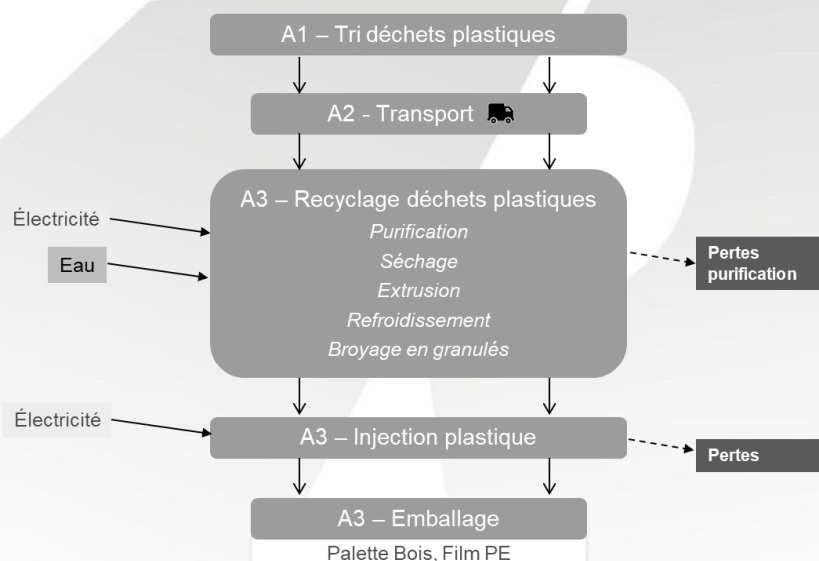 A1 – Tri déchets plastiques
A2 - Transport
A3 – Recyclage déchets plastiques
Purification
Séchage
Extrusion
Refroidissement
Broyage en granulés
Électricité
Eau
Pertes
purification
Électricité
A3 – Injection plastique
Pertes
A3 – Emballage
Palette Bois, Film PE